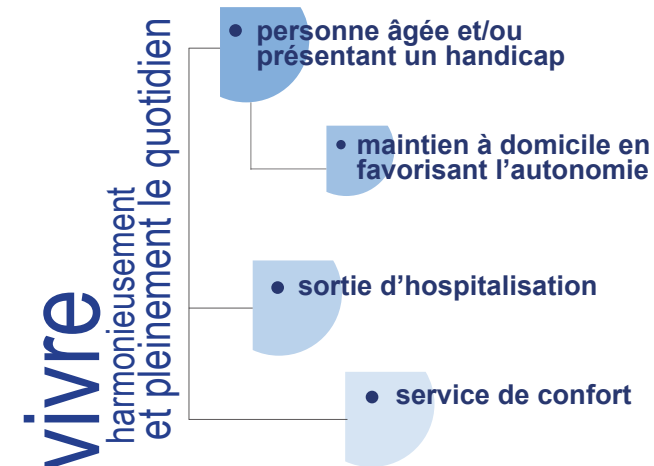 vivre
harmonieusement
et pleinement le quotidien
• personne âgée et/ou
présentant un handicap
• maintien à domicile en
favorisant l’autonomie
• sortie d’hospitalisation
• service de confort